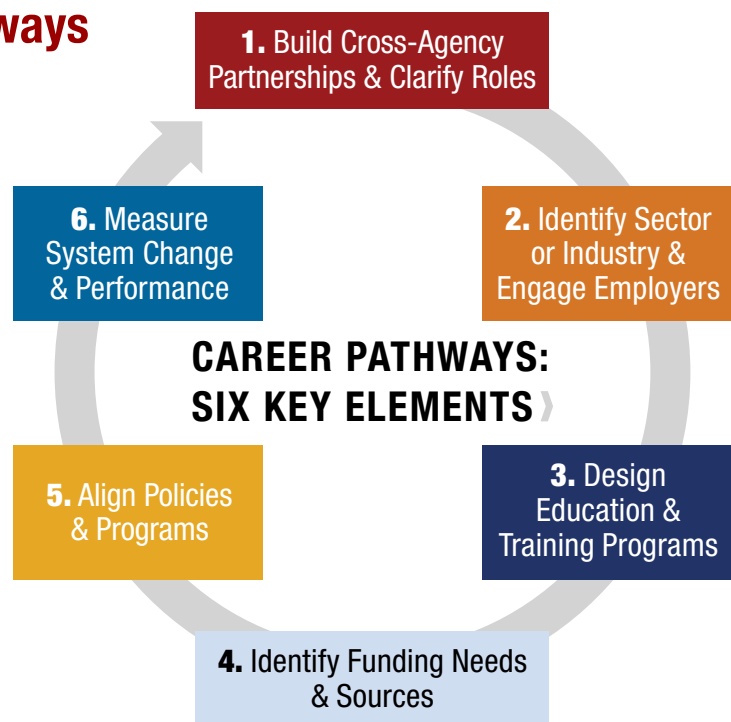 ways
1. Build Cross-Agency
Partnerships & Clarify Roles
2. Identify Sector
or Industry &
Engage Employers
3. Design
Education &
Training Programs
4. Identify Funding Needs
& Sources
5. Align Policies
& Programs
6. Measure
System Change
& Performance
CAREER PATHWAYS:
SIX KEY ELEMENTS